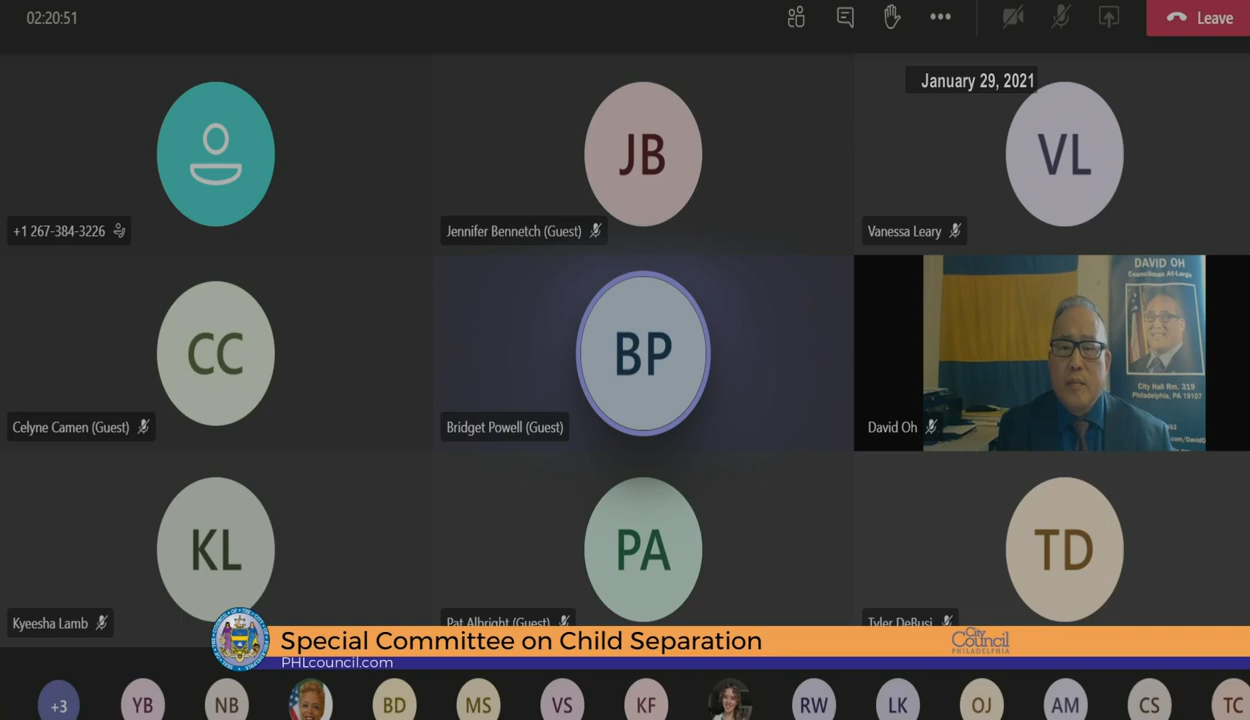 02:20:51
Leave
January 29, 2021
JB
VL
+1 267-384-3226
Jennifer Bennetch (Guest)
Vanessa Leary
CC
BP
DAVID OH
Councilman At-Large
City Hall Rm. 319
Philadelphia, PA 19107
Celyne Camen (Guest)
Bridget Powell (Guest)
David Oh
KL
PA
TD
Kyeesha Lamb
Pat Albright (Guest)
Tyler DeBusi
Special Committee on Child Separation
City Council
PHILADELPHIA
PHLcouncil.com
+3
YB
NB
BD
MS
VS
KF
RW
LK
OJ
AM
CS
TC